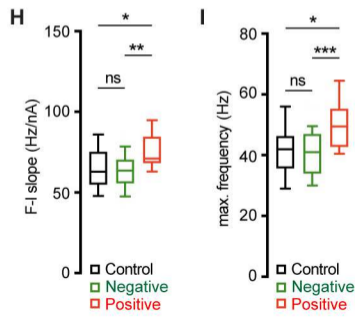 H
*
**
ns
150
100
50
0
F-I slope (Hz/nA)
Control
Negative
Positive
I
*
***
ns
80
60
40
20
0
max. frequency (Hz)
Control
Negative
Positive